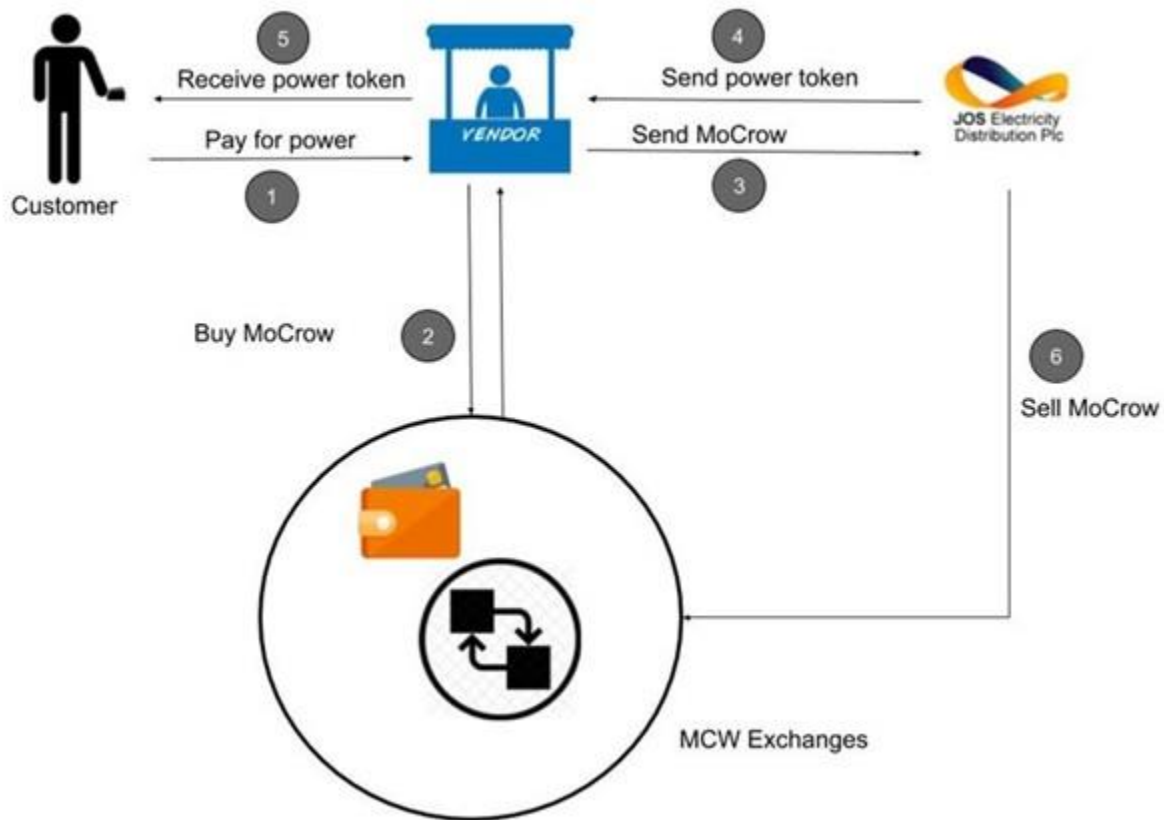 5
4
Receive power token
Send power token
VENDOR
JOS Electricity
Distribution Plc
Pay for power
Send MoCrow
1
3
Customer
Buy MoCrow
2
6
Sell MoCrow
MCW Exchanges